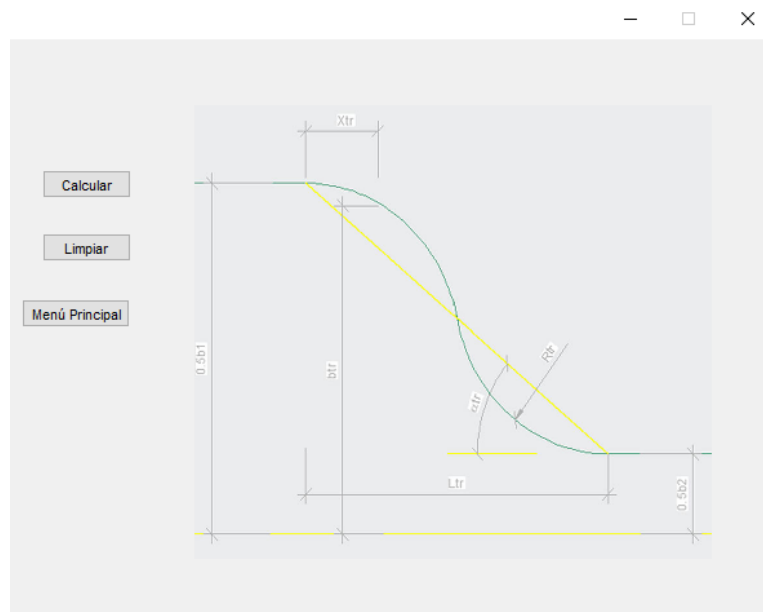 Xtr
Calcular
Limpiar
Menú Principal
0.5b1
btr
Rtr
αtr
Ltr
0.5b2